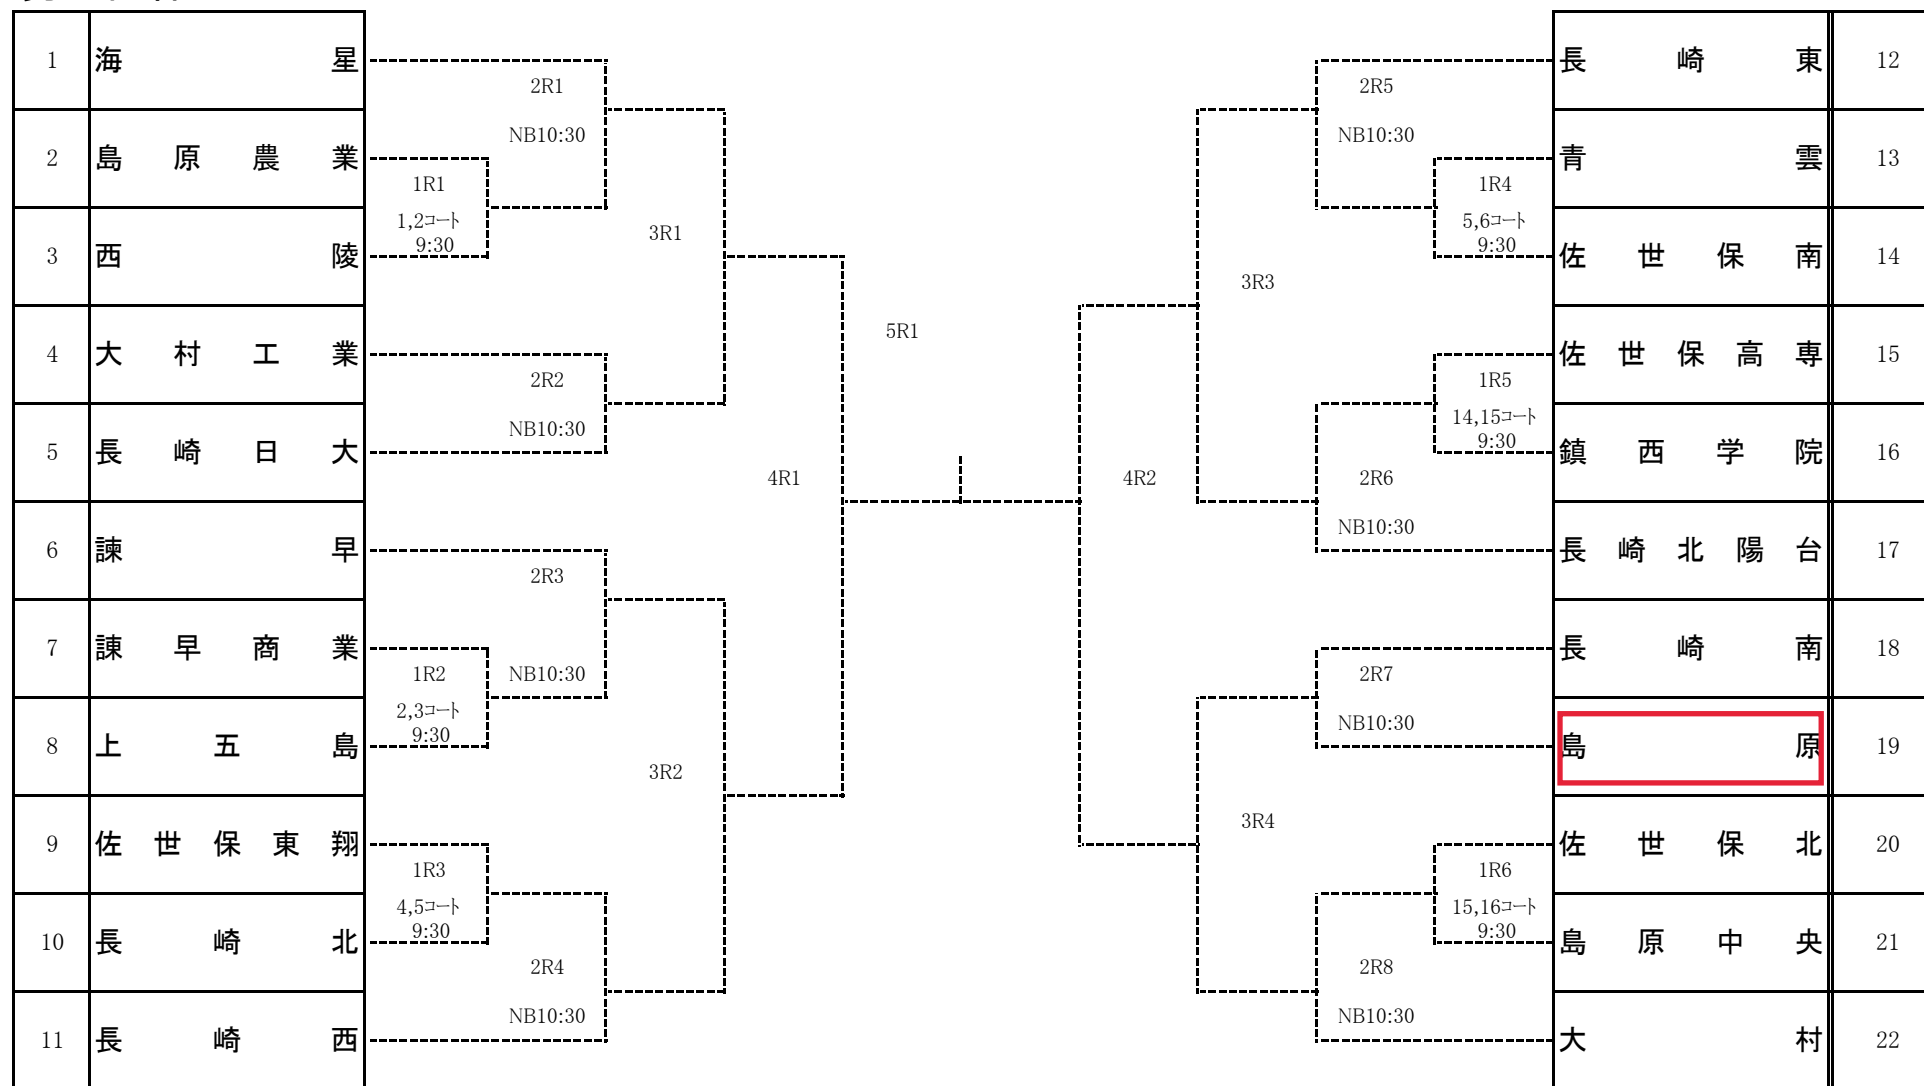 1 海星
2 島原農業
3 西陵
4 大村工業
5 長崎日大
6 諫早
7 諫早商業
8 上五島
9 佐世保東翔
10 長崎北
11 長崎西
2R1
NB10:30
1R1
1,2コート
9:30
3R1
2R2
NB10:30
4R1
2R3
NB10:30
1R2
2,3コート
9:30
3R2
1R3
4,5コート
9:30
2R4
NB10:30
5R1
2R5
NB10:30
1R4
5,6コート
9:30
3R3
1R5
14,15コート
9:30
4R2
2R6
NB10:30
2R7
NB10:30
3R4
1R6
15,16コート
9:30
2R8
NB10:30
長崎東 12
青雲 13
佐世保南 14
佐世保高専 15
鎮西学院 16
長崎北陽台 17
長崎南 18
島原 19
佐世保北 20
島原中央 21
大村 22